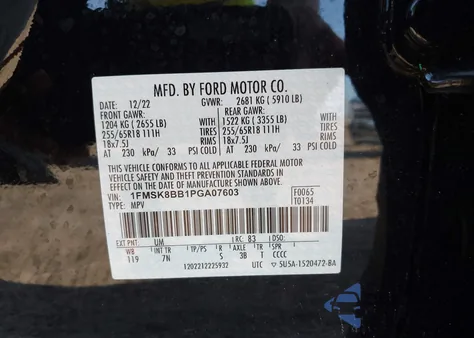 MFD. BY FORD MOTOR CO.
12/22 GVWR: 2681 KG (5910 LB)
FRONT GAWR: REAR GAWR:
1204 KG (2655 LB) WITH 1522 KG (3355 LB) WITH
255/65R18 111H TIRES 255/65R18 111H TIRES
18x7.5J RIMS 18x7.5J RIMS
AT 230 kPa/ 33 PSI COLD AT 230 kPa/ 33 PSI COLD
THIS VEHICLE CONFORMS TO ALL APPLICABLE FEDERAL MOTOR
VEHICLE SAFETY AND THEFT PREVENTION STANDARDS IN
EFFECT ON THE DATE OF MANUFACTURE SHOWN ABOVE.
VIN: 1FMSK8BB1PGA07603 F0065
TYPE: MPV T0134
EXT PNT: UM RC: 83
WB INT TR TP/PS R AXLE TR SPR
119 7N S 3B T CCCC
1202212225932 UTC SU5A-1520472-BA